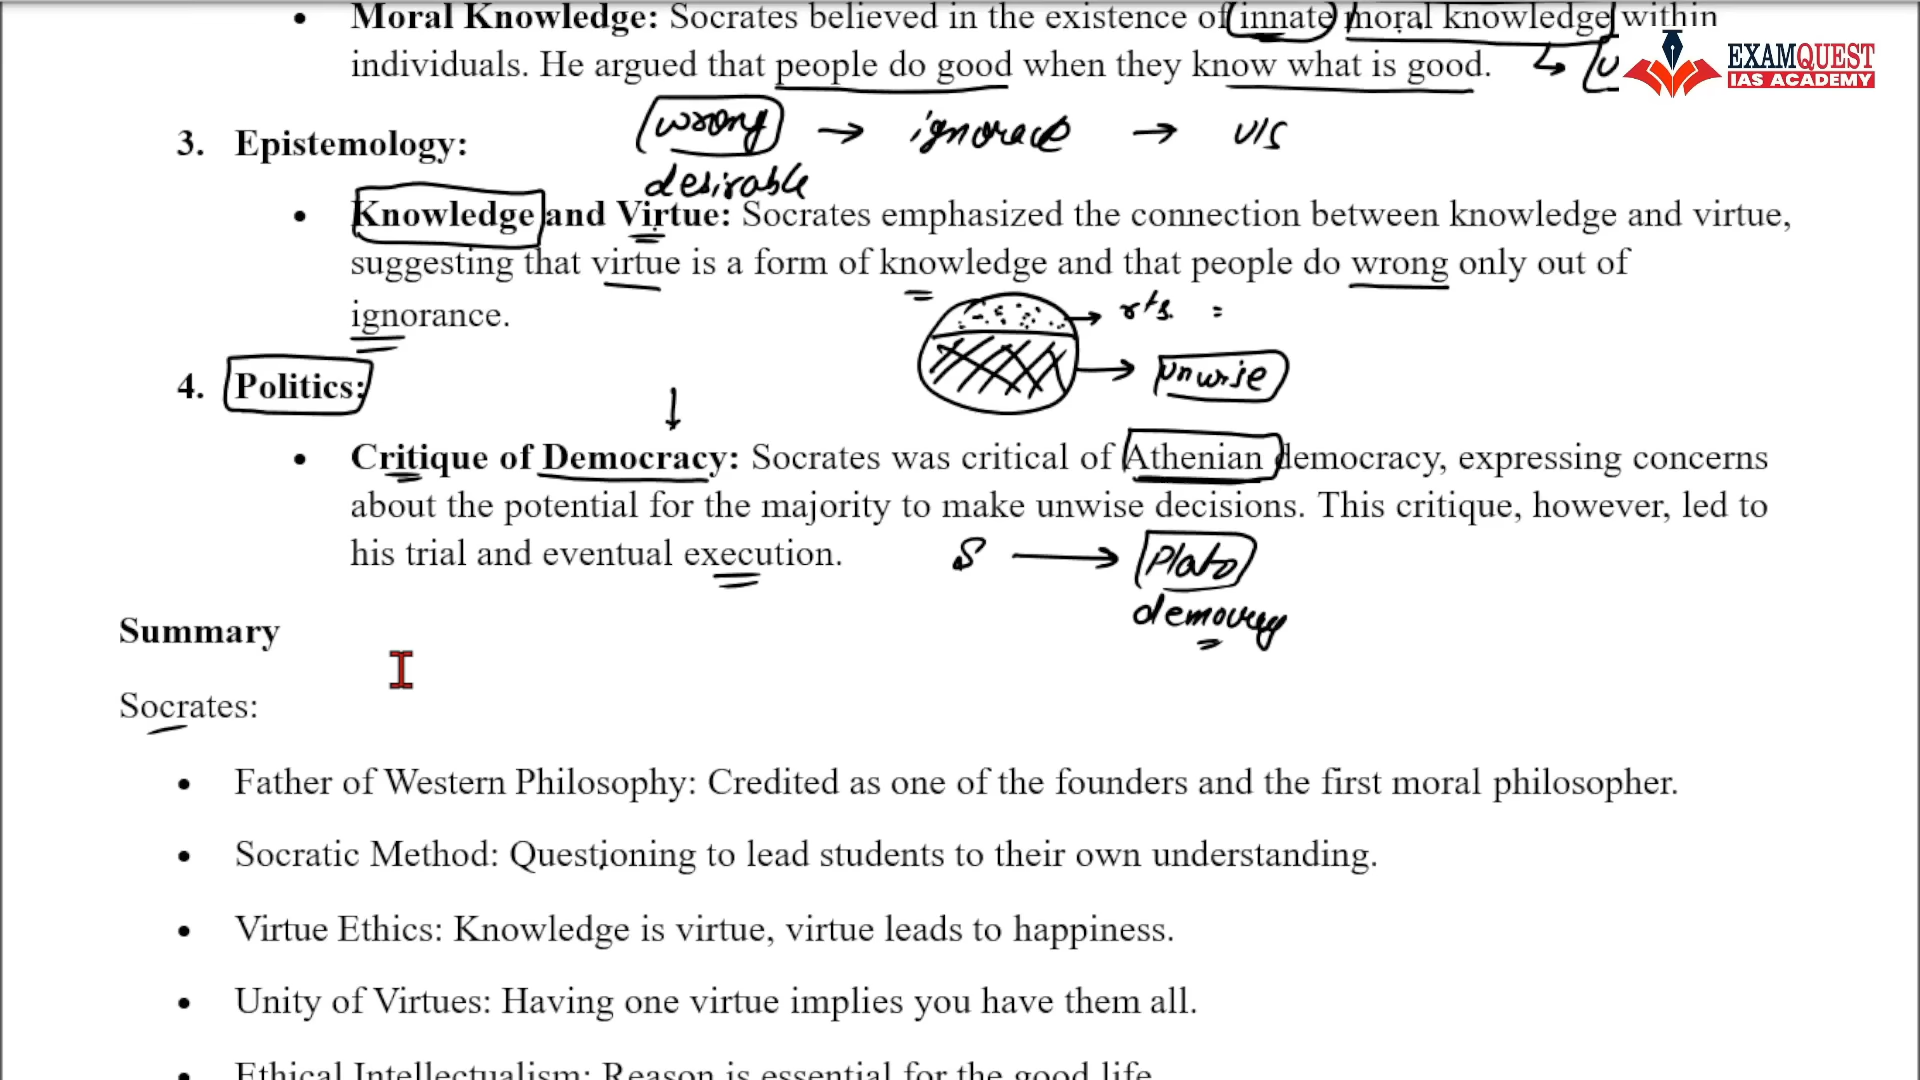 • Moral Knowledge: Socrates believed in the existence of innate moral knowledge within
individuals. He argued that people do good when they know what is good.
EXAMQUEST
IAS ACADEMY
wrong → → v/s
3. Epistemology:
desirable
• Knowledge and Virtue: Socrates emphasized the connection between knowledge and virtue,
suggesting that virtue is a form of knowledge and that people do wrong only out of
ignorance.
→ rts. =
4. Politics:
→ unwise
• Critique of Democracy: Socrates was critical of Athenian democracy, expressing concerns
about the potential for the majority to make unwise decisions. This critique, however, led to
his trial and eventual execution.
S → Plato
Summary
Socrates:
• Father of Western Philosophy: Credited as one of the founders and the first moral philosopher.
• Socratic Method: Questioning to lead students to their own understanding.
• Virtue Ethics: Knowledge is virtue, virtue leads to happiness.
• Unity of Virtues: Having one virtue implies you have them all.
• Ethical Intellectualism: Reason is essential for the good life.